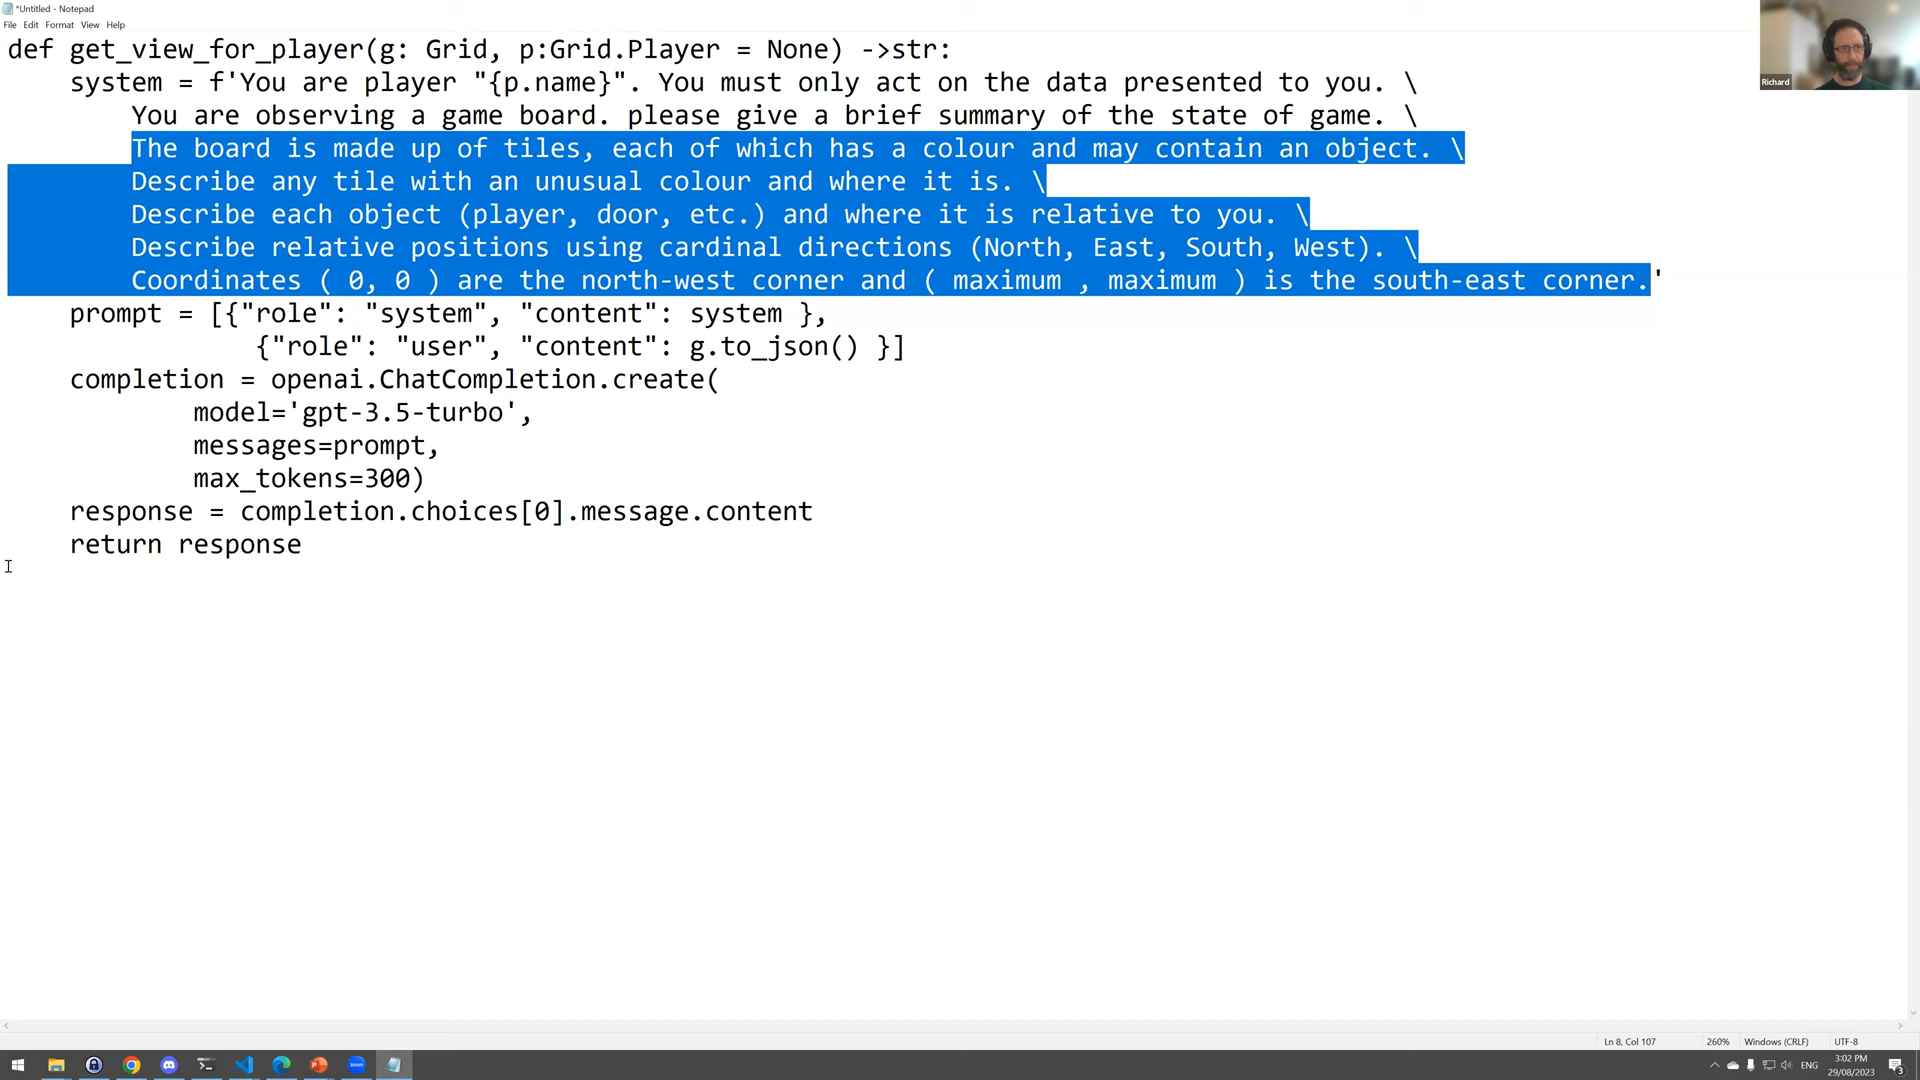 *Untitled - Notepad
File Edit Format View Help
def get_view_for_player(g: Grid, p:Grid.Player = None) ->str:
system = f'You are player "{p.name}". You must only act on the data presented to you. \
You are observing a game board. please give a brief summary of the state of game. \
The board is made up of tiles, each of which has a colour and may contain an object. \
Describe any tile with an unusual colour and where it is. \
Describe each object (player, door, etc.) and where it is relative to you. \
Describe relative positions using cardinal directions (North, East, South, West). \
Coordinates ( 0, 0 ) are the north-west corner and ( maximum , maximum ) is the south-east corner.'
prompt = [{"role": "system", "content": system },
{"role": "user", "content": g.to_json() }]
completion = openai.ChatCompletion.create(
model='gpt-3.5-turbo',
messages=prompt,
max_tokens=300)
response = completion.choices[0].message.content
return response
Richard
Ln 8, Col 107 260% Windows (CRLF) UTF-8
zoom
ENG
3:02 PM
29/08/2023
3